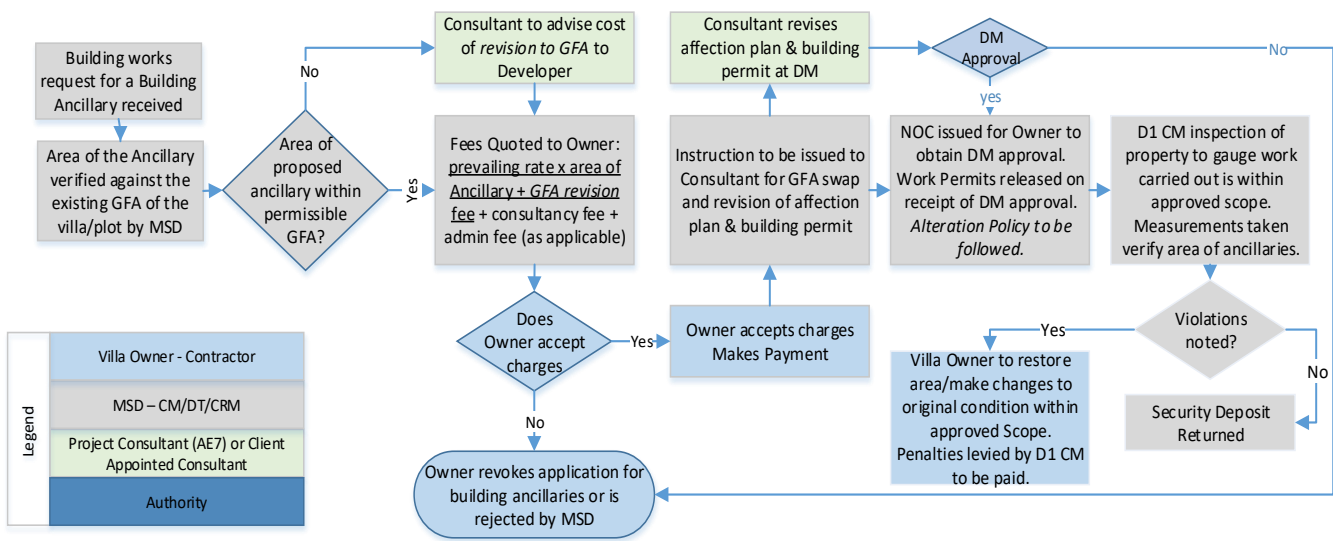 Building works
request for a Building
Ancillary received
Area of the Ancillary
verified against the
existing GFA of the
villa/plot by MSD
Area of
proposed
ancillary within
permissible
GFA?
No
Yes
Consultant to advise cost
of revision to GFA to
Developer
Fees Quoted to Owner:
prevailing rate x area of
Ancillary + GFA revision
fee + consultancy fee +
admin fee (as applicable)
Does
Owner accept
charges
Yes
No
Owner accepts charges
Makes Payment
Instruction to be issued to
Consultant for GFA swap
and revision of affection
plan & building permit
Consultant revises
affection plan & building
permit at DM
DM
Approval
No
yes
NOC issued for Owner to
obtain DM approval.
Work Permits released on
receipt of DM approval.
Alteration Policy to be
followed.
D1 CM inspection of
property to gauge work
carried out is within
approved scope.
Measurements taken
verify area of ancillaries.
Violations
noted?
Yes
No
Villa Owner to restore
area/make changes to
original condition within
approved Scope.
Penalties levied by D1 CM
to be paid.
Security Deposit
Returned
Owner revokes application for
building ancillaries or is
rejected by MSD
Legend
Villa Owner - Contractor
MSD – CM/DT/CRM
Project Consultant (AE7) or Client
Appointed Consultant
Authority